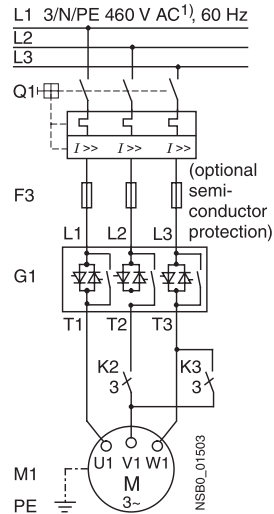 L1 3/N/PE 460 V AC1), 60 Hz
L2
L3
Q1
I >> I >> I >>
(optional
semi-
conductor
protection)
F3
L1 L2 L3
G1
T1 T2 T3
K2
3
K3
3
U1 V1 W1
M
3~
M1
PE
NSB0_01503